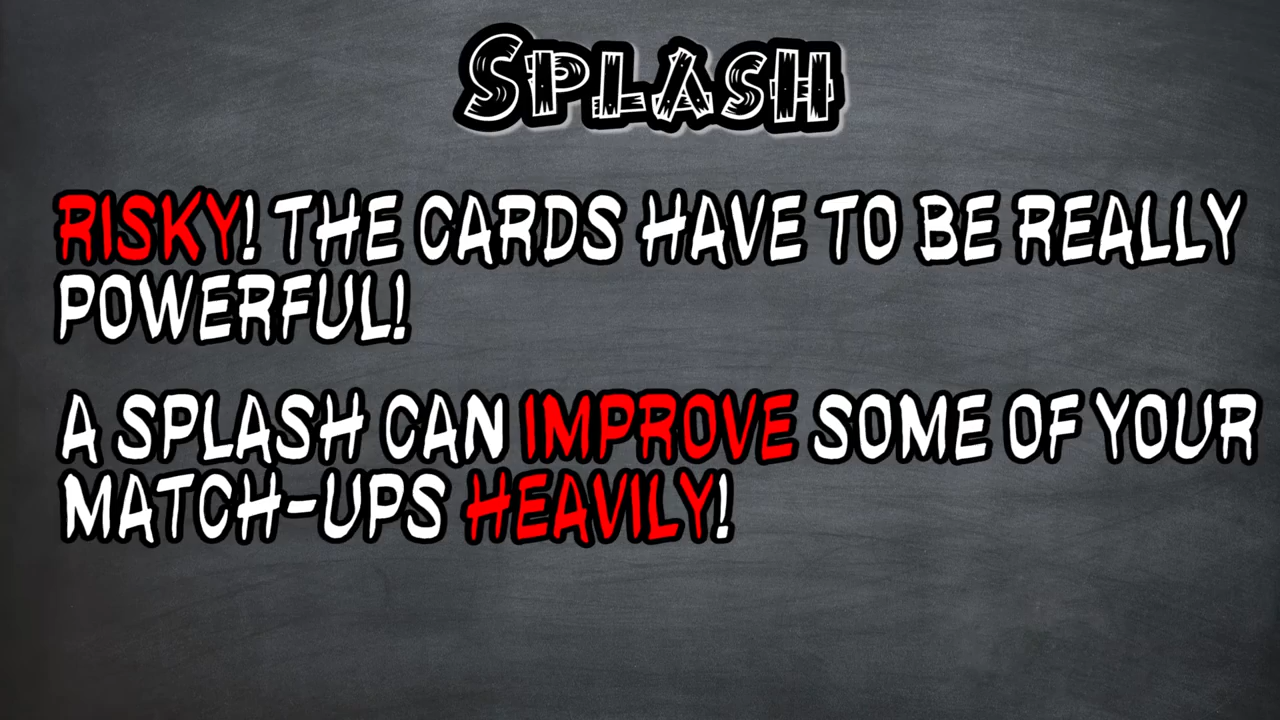 Splash
RISKY! THE CARDS HAVE TO BE REALLY
POWERFUL!
A SPLASH CAN IMPROVE SOME OF YOUR
MATCH-UPS HEAVILY!